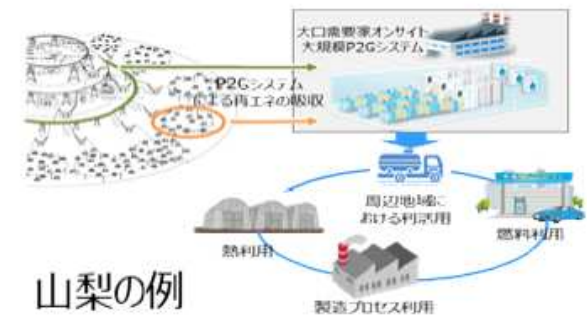 大口需要家オンサイト
大規模P2Gシステム
P2Gシステム
による再エネの吸収
周辺地域に
おける利活用
熱利用
燃料利用
製造プロセス利用
山梨の例